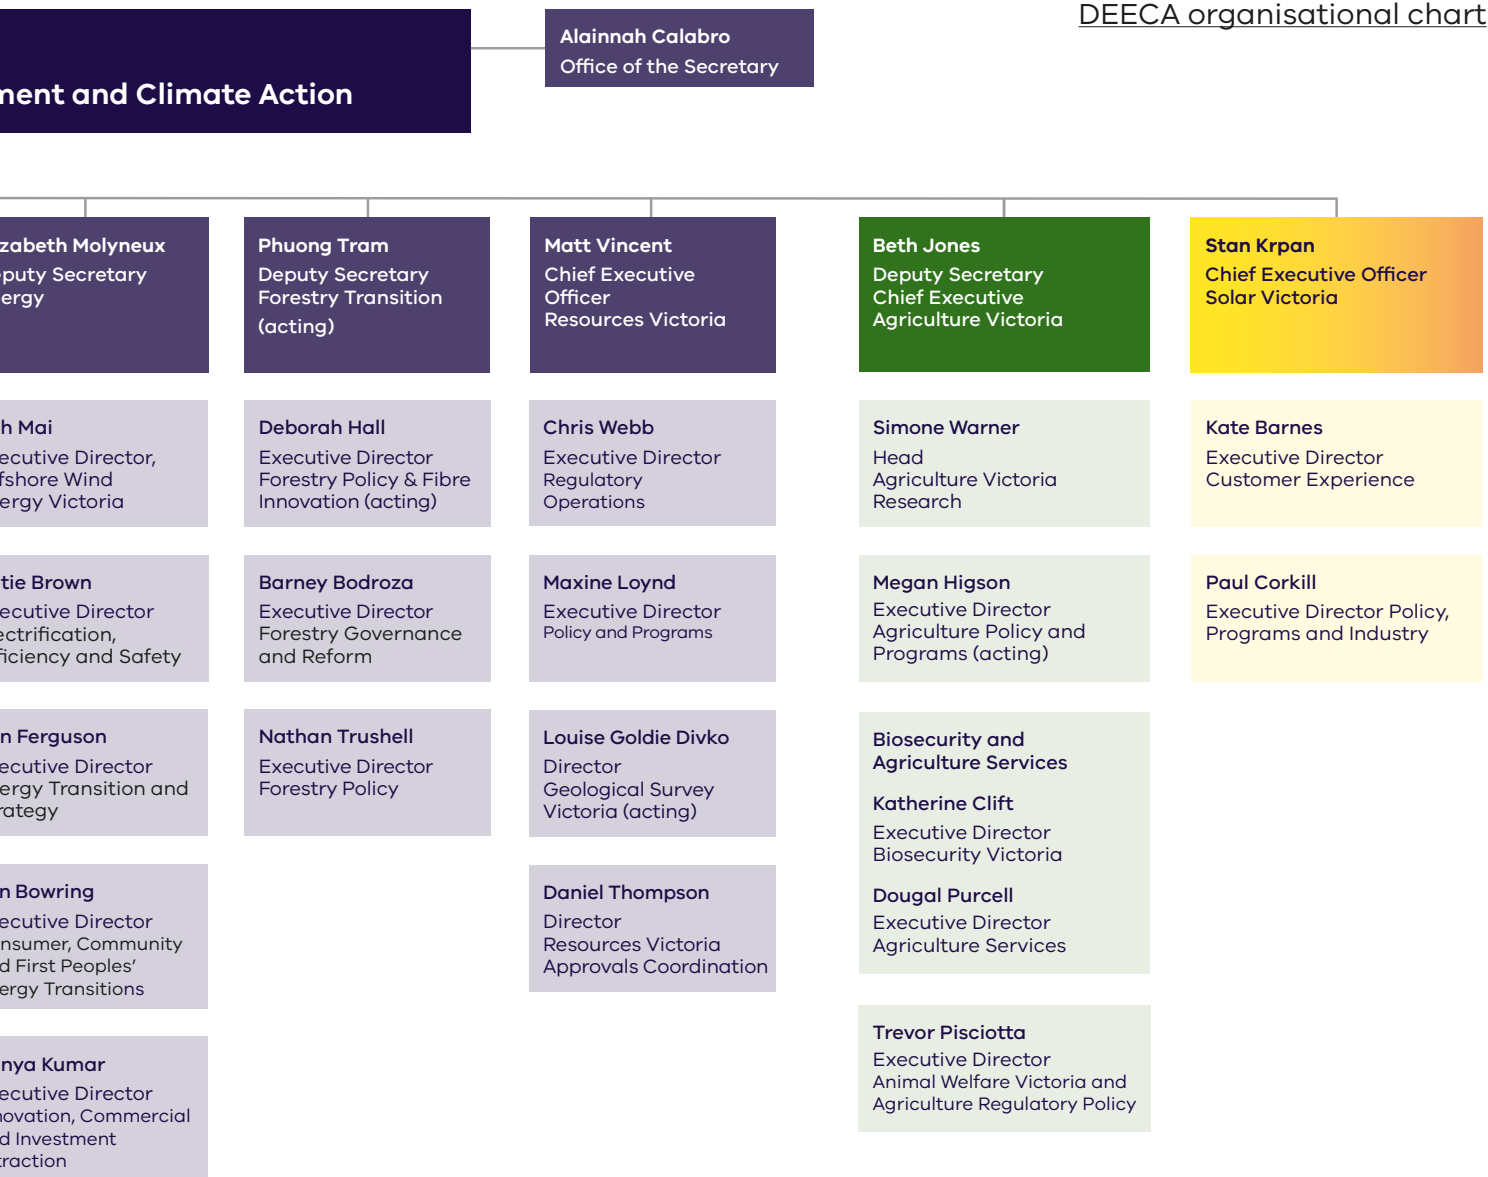 DEECA organisational chart
ment and Climate Action
Alainnah Calabro
Office of the Secretary
zabeth Molyneux
puty Secretary
ergy
h Mai
ecutive Director,
fshore Wind
ergy Victoria
tie Brown
ecutive Director
ectrification,
ficiency and Safety
n Ferguson
ecutive Director
ergy Transition and
rategy
n Bowring
ecutive Director
nsumer, Community
d First Peoples’
ergy Transitions
nya Kumar
ecutive Director
novation, Commercial
d Investment
traction
Phuong Tram
Deputy Secretary
Forestry Transition
(acting)
Deborah Hall
Executive Director
Forestry Policy & Fibre
Innovation (acting)
Barney Bodroza
Executive Director
Forestry Governance
and Reform
Nathan Trushell
Executive Director
Forestry Policy
Matt Vincent
Chief Executive
Officer
Resources Victoria
Chris Webb
Executive Director
Regulatory
Operations
Maxine Loynd
Executive Director
Policy and Programs
Louise Goldie Divko
Director
Geological Survey
Victoria (acting)
Daniel Thompson
Director
Resources Victoria
Approvals Coordination
Beth Jones
Deputy Secretary
Chief Executive
Agriculture Victoria
Simone Warner
Head
Agriculture Victoria
Research
Megan Higson
Executive Director
Agriculture Policy and
Programs (acting)
Biosecurity and
Agriculture Services
Katherine Clift
Executive Director
Biosecurity Victoria
Dougal Purcell
Executive Director
Agriculture Services
Trevor Pisciotta
Executive Director
Animal Welfare Victoria and
Agriculture Regulatory Policy
Stan Krpan
Chief Executive Officer
Solar Victoria
Kate Barnes
Executive Director
Customer Experience
Paul Corkill
Executive Director Policy,
Programs and Industry